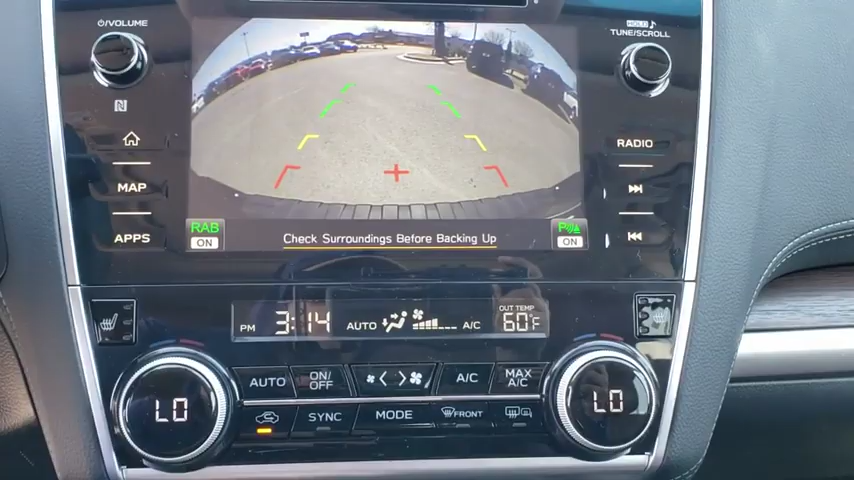 VOLUME
HOLD
TUNE/SCROLL
N
RADIO
MAP
APPS
RAB
ON
Check Surroundings Before Backing Up
P
ON
PM 3:14
AUTO
A/C
OUT TEMP
60°F
AUTO
ON/
OFF
A/C
MAX
A/C
LO
LO
SYNC
MODE
FRONT